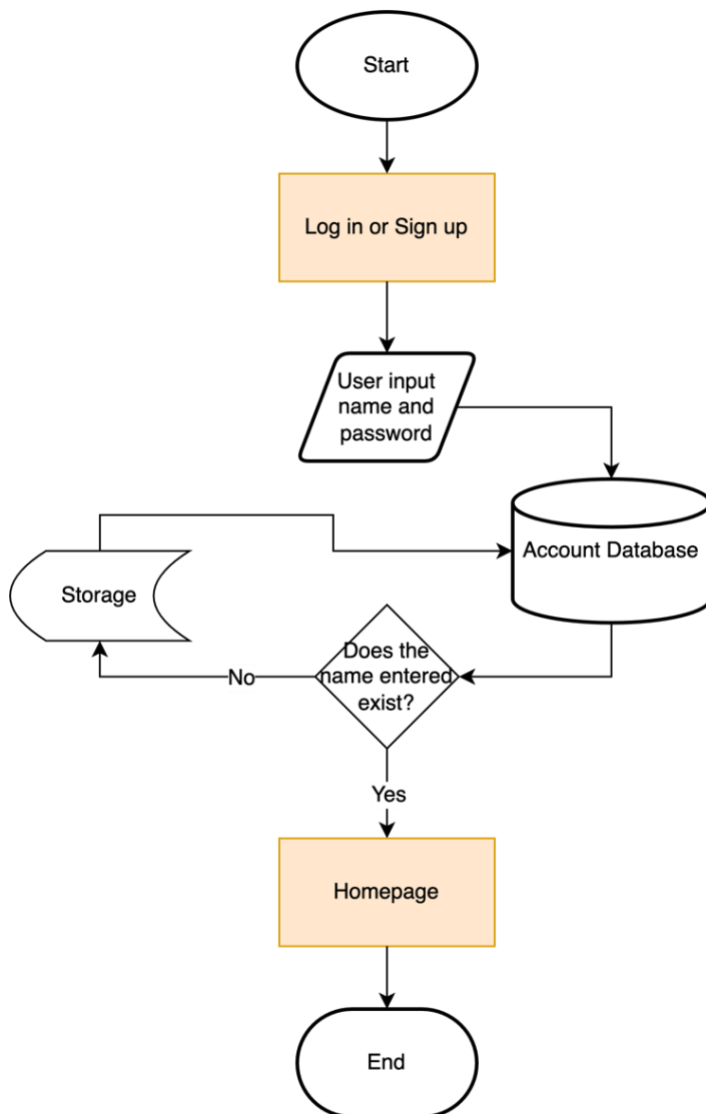 Start
Log in or Sign up
User input
name and
password
Account Database
Storage
Does the
name entered
exist?
No
Yes
Homepage
End